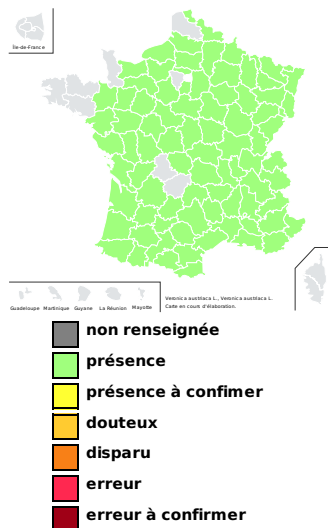 Île-de-France
Guadeloupe Martinique Guyane La Réunion Mayotte
Veronica austriaca L., Veronica austriaca L.
Carte en cours d'élaboration.
non renseignée
présence
présence à confimer
douteux
disparu
erreur
erreur à confirmer